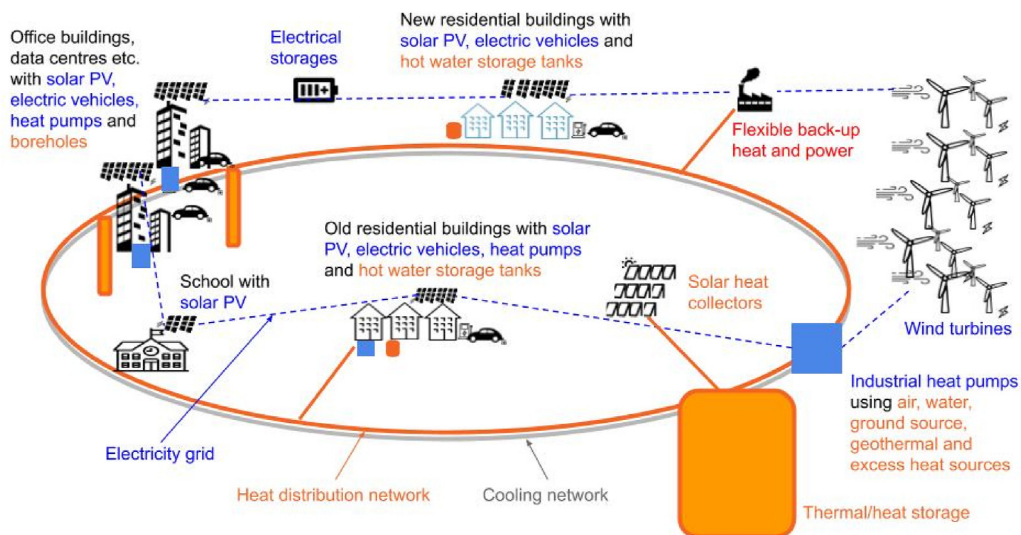 Office buildings,
data centres etc.
with solar PV,
electric vehicles,
heat pumps and
boreholes
Electrical
storages
New residential buildings with
solar PV, electric vehicles and
hot water storage tanks
Flexible back-up
heat and power
Old residential buildings with solar
PV, electric vehicles, heat pumps
and hot water storage tanks
School with
solar PV
Solar heat
collectors
Wind turbines
Industrial heat pumps
using air, water,
ground source,
geothermal and
excess heat sources
Electricity grid
Heat distribution network
Cooling network
Thermal/heat storage